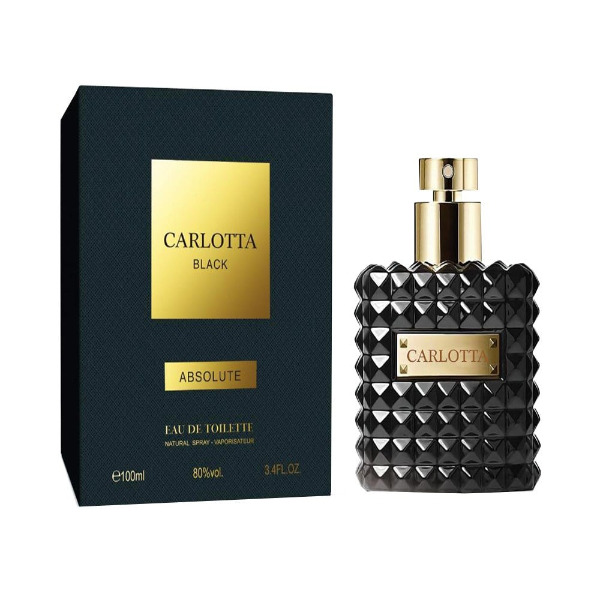 CARLOTTA
BLACK
ABSOLUTE
EAU DE TOILETTE
NATURAL SPRAY - VAPORISATEUR
℮100ml 80%vol. 3.4FL.OZ.
CARLOTTA